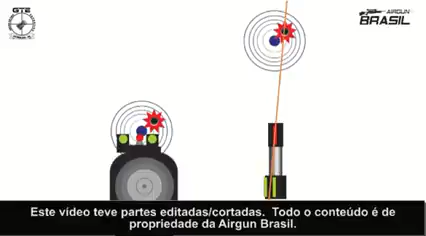 GTE
AIRGUN
BRASIL
Este vídeo teve partes editadas/cortadas. Todo o conteúdo é de
propriedade da Airgun Brasil.